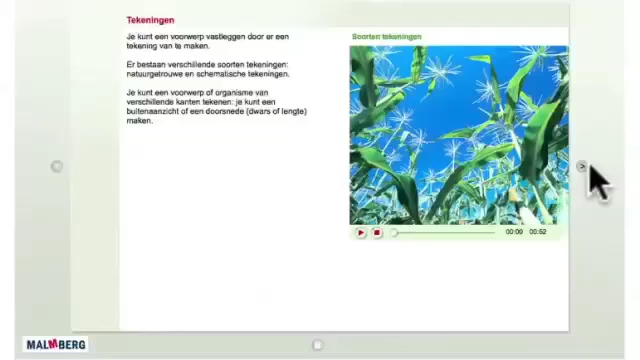 Tekeningen
Je kunt een voorwerp vastleggen door er een
tekening van te maken.
Er bestaan verschillende soorten tekeningen:
natuurgetrouwe en schematische tekeningen.
Je kunt een voorwerp of organisme van
verschillende kanten tekenen: je kunt een
buitenaanzicht of een doorsnede (dwars of lengte)
maken.
Soorten tekeningen
00:09 00:52
MALMBERG